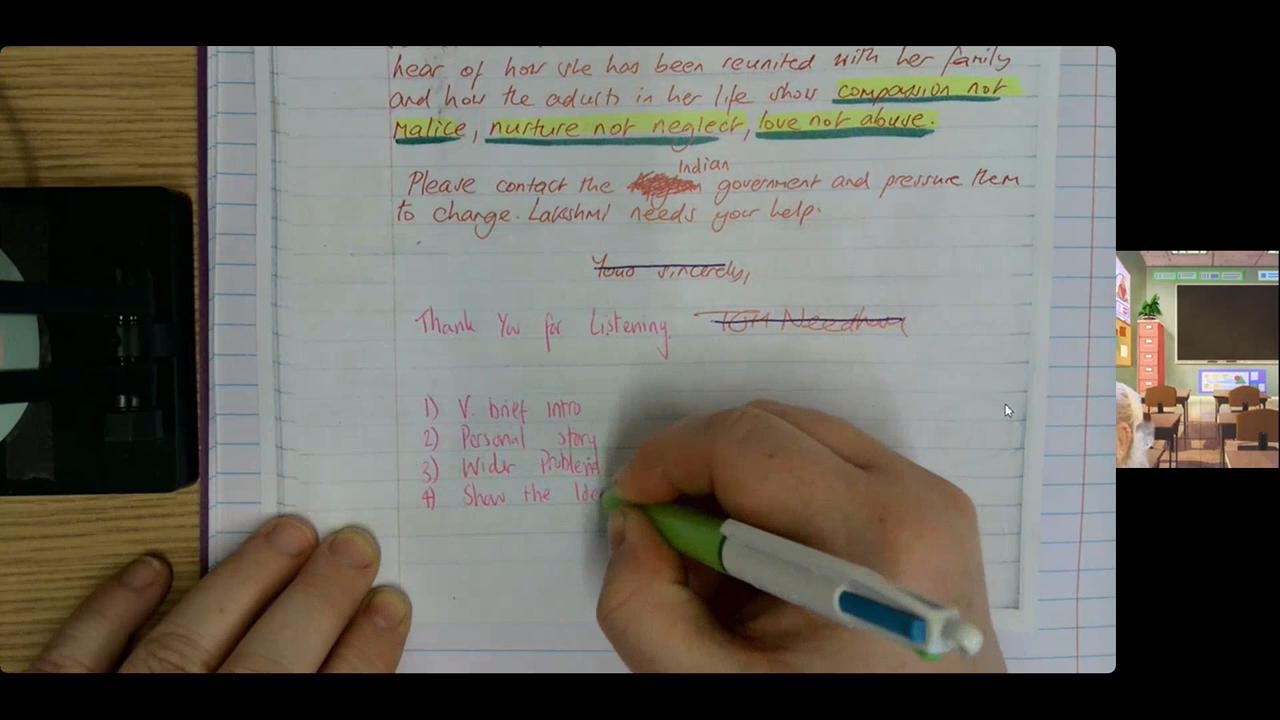 hear of how she has been reunited with her family
and how the adults in her life show compassion not
malice, nurture not neglect, love not abuse.
Indian
Please contact the government and pressure them
to change. Lakshmi needs your help.
Yours sincerely,
Thank You for Listening. Tom Needham
1) V. brief intro
2) Personal story
3) Wider Problem
4) Show the Ide